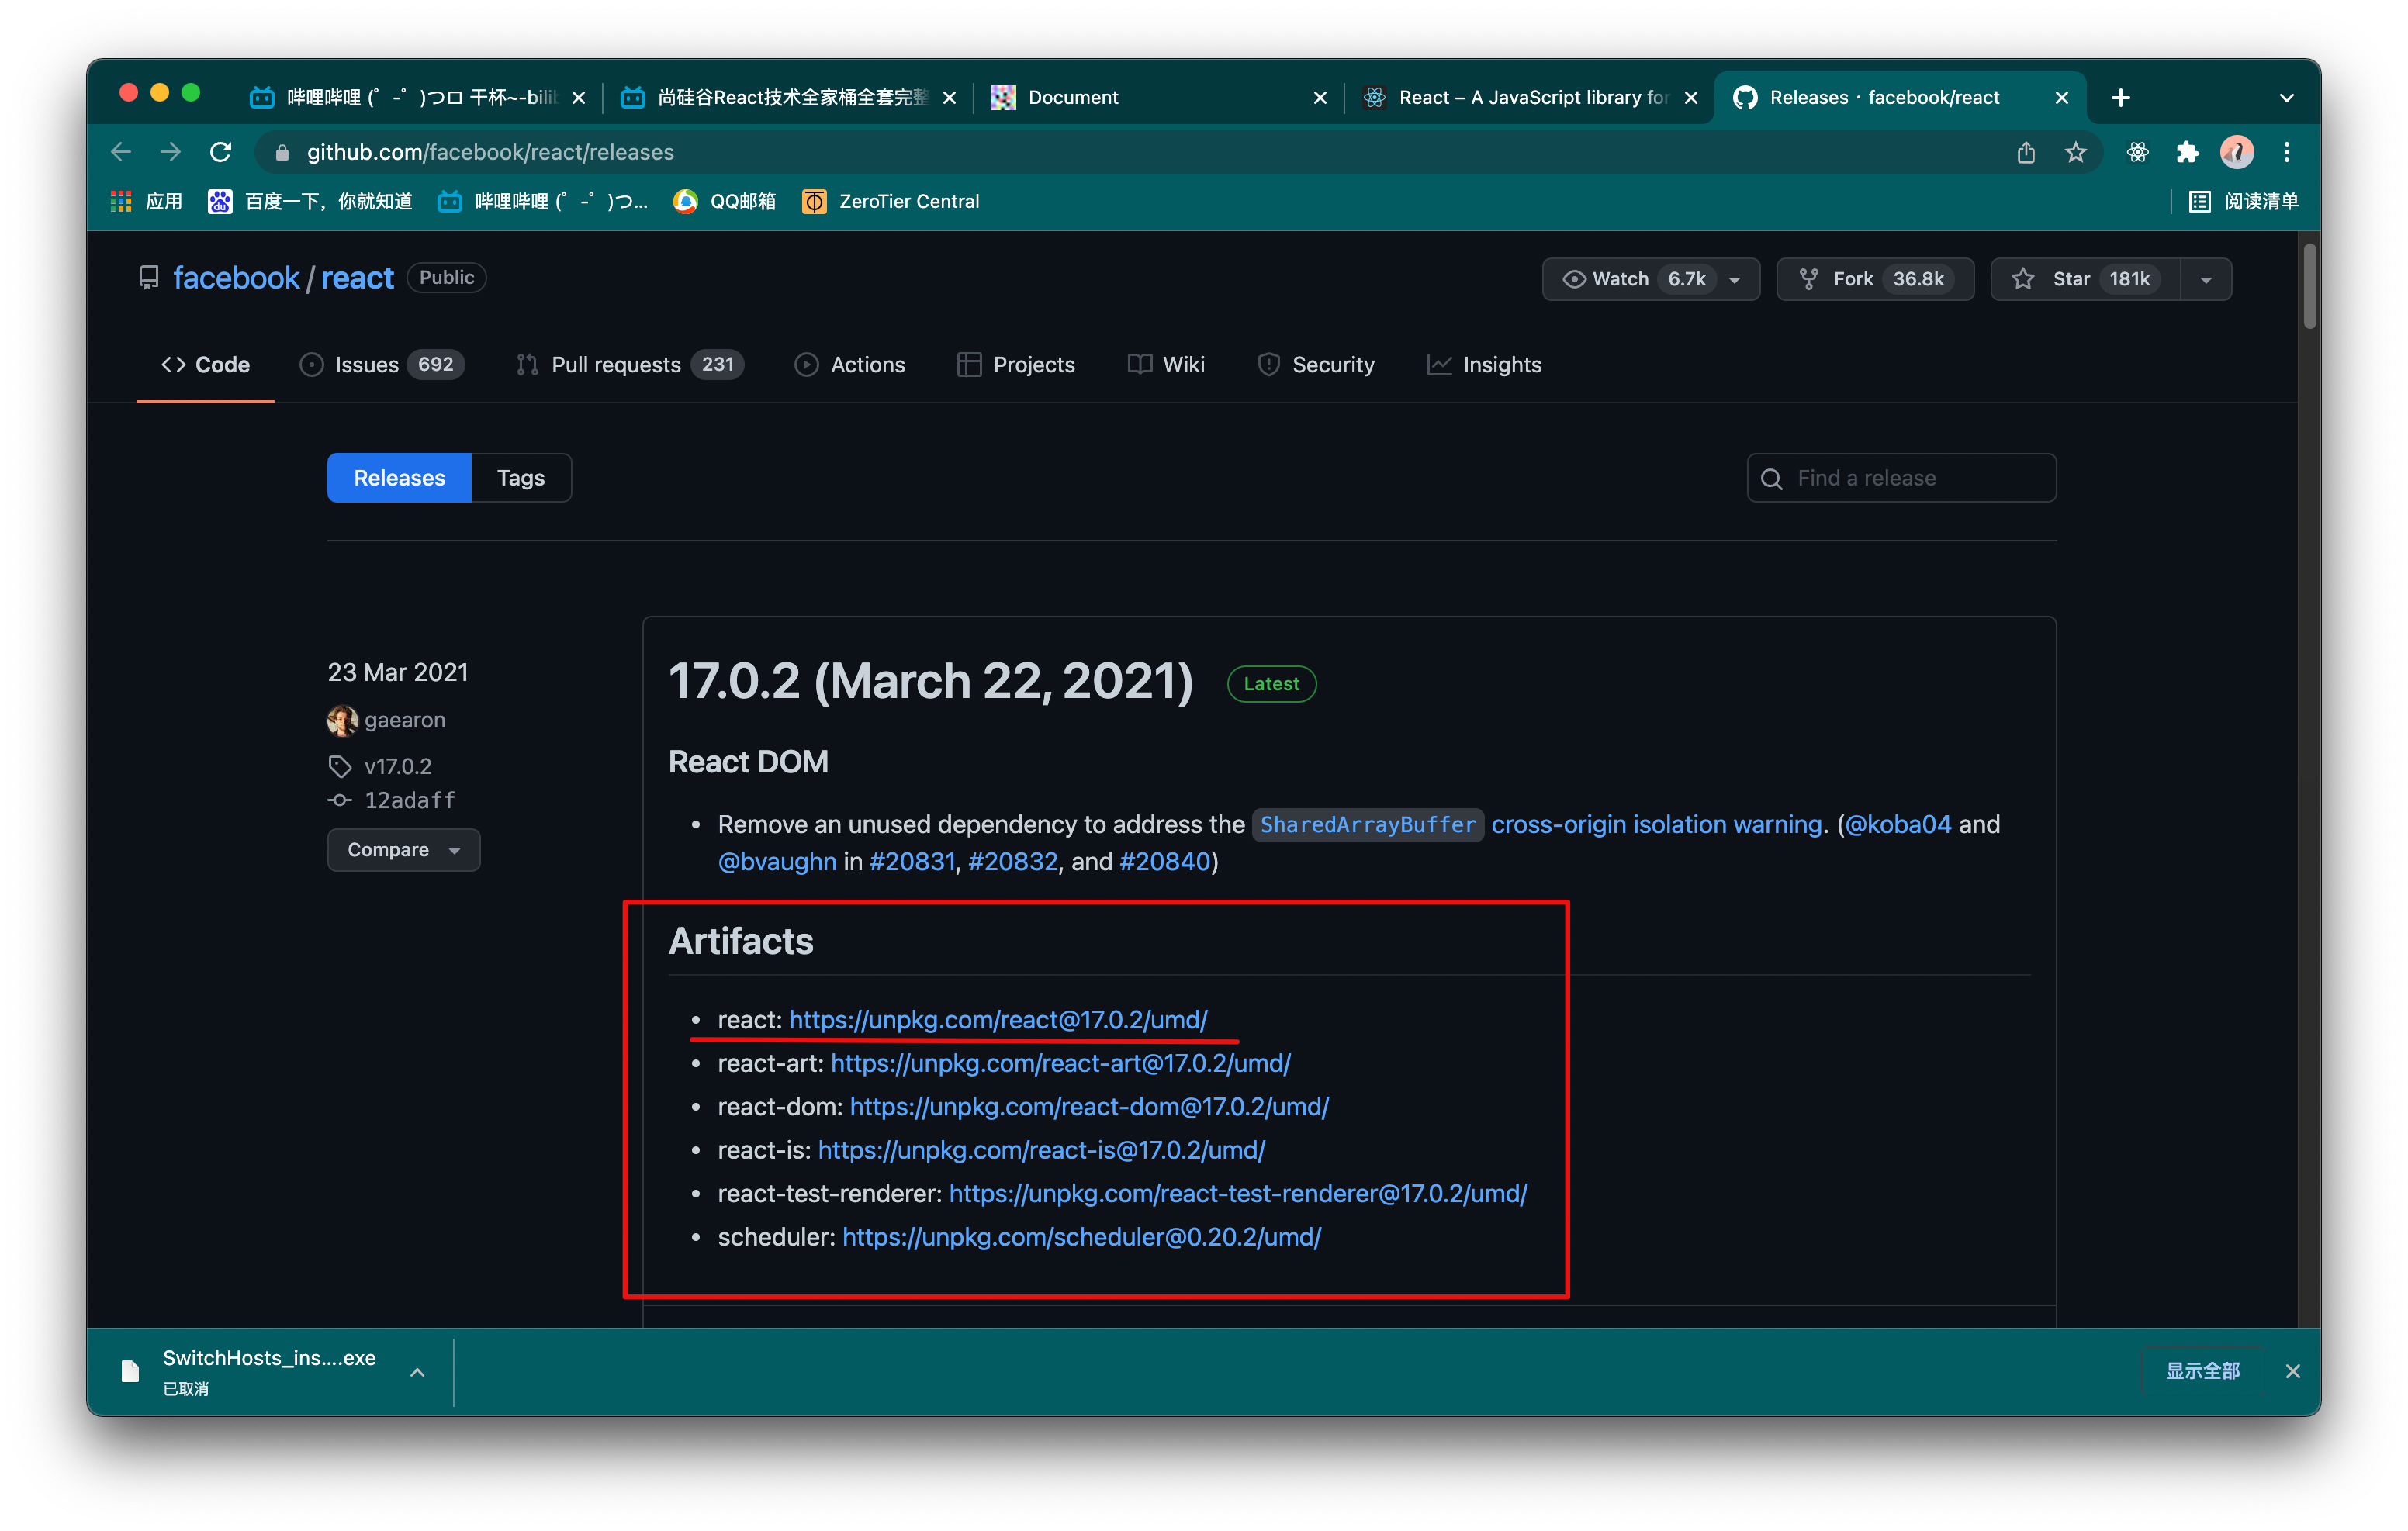 哔哩哔哩 (゜-゜)つロ 干杯~-bili
尚硅谷React技术全家桶全套完整
Document
React – A JavaScript library for
Releases · facebook/react
github.com/facebook/react/releases
应用
百度一下，你就知道
哔哩哔哩 (゜-゜)つ...
QQ邮箱
ZeroTier Central
阅读清单
facebook / react Public
Watch 6.7k
Fork 36.8k
Star 181k
Code
Issues 692
Pull requests 231
Actions
Projects
Wiki
Security
Insights
Releases
Tags
Find a release
23 Mar 2021
gaearon
v17.0.2
12adaff
Compare
17.0.2 (March 22, 2021) Latest
React DOM
• Remove an unused dependency to address the SharedArrayBuffer cross-origin isolation warning. (@koba04 and
@bvaughn in #20831, #20832, and #20840)
Artifacts
• react: https://unpkg.com/react@17.0.2/umd/
• react-art: https://unpkg.com/react-art@17.0.2/umd/
• react-dom: https://unpkg.com/react-dom@17.0.2/umd/
• react-is: https://unpkg.com/react-is@17.0.2/umd/
• react-test-renderer: https://unpkg.com/react-test-renderer@17.0.2/umd/
• scheduler: https://unpkg.com/scheduler@0.20.2/umd/
SwitchHosts_ins....exe
已取消
显示全部